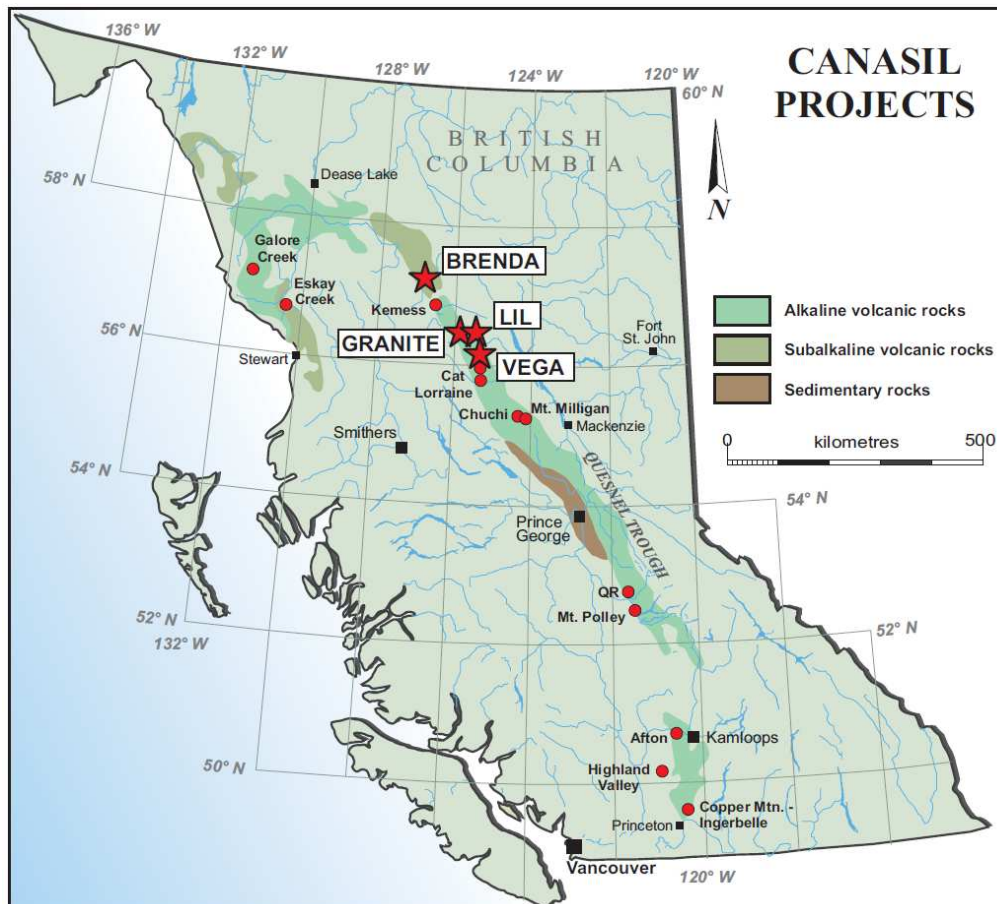 CANASIL
PROJECTS
136° W
132° W
128° W
124° W
120° W
60° N
BRITISH
COLUMBIA
N
58° N
Dease Lake
Galore
Creek
Eskay
Creek
BRENDA
Kemess
LIL
GRANITE
VEGA
Fort
St. John
56° N
Stewart
Cat
Lorraine
Chuchi
Mt. Milligan
Mackenzie
Smithers
Alkaline volcanic rocks
Subalkaline volcanic rocks
Sedimentary rocks
0
kilometres
500
54° N
QUESNEL TROUGH
54° N
Prince
George
QR
Mt. Polley
52° N
132° W
52° N
Afton
Kamloops
Highland
Valley
50° N
Copper Mtn. -
Ingerbelle
Princeton
Vancouver
120° W